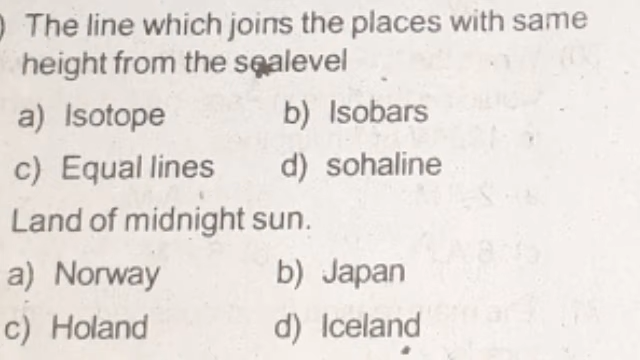 ) The line which joins the places with same
height from the sealevel
a) Isotope b) Isobars
c) Equal lines d) sohaline
Land of midnight sun.
a) Norway b) Japan
c) Holand d) Iceland